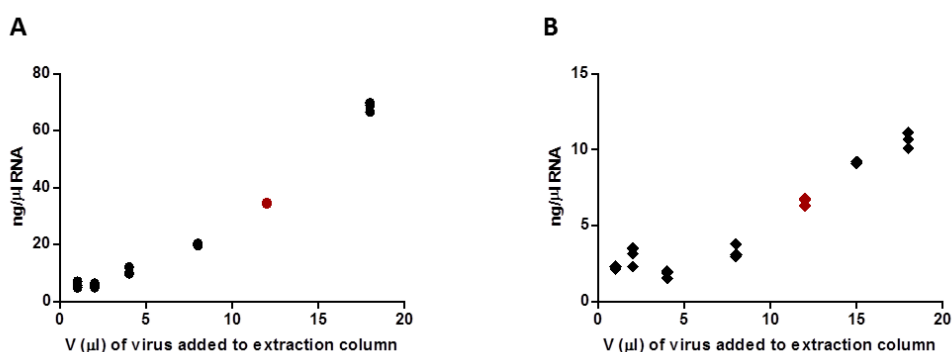 A
80
60
40
20
0
ng/μl RNA
0 5 10 15 20
V (μl) of virus added to extraction column
B
15
10
5
0
ng/μl RNA
0 5 10 15 20
V (μl) of virus added to extraction column